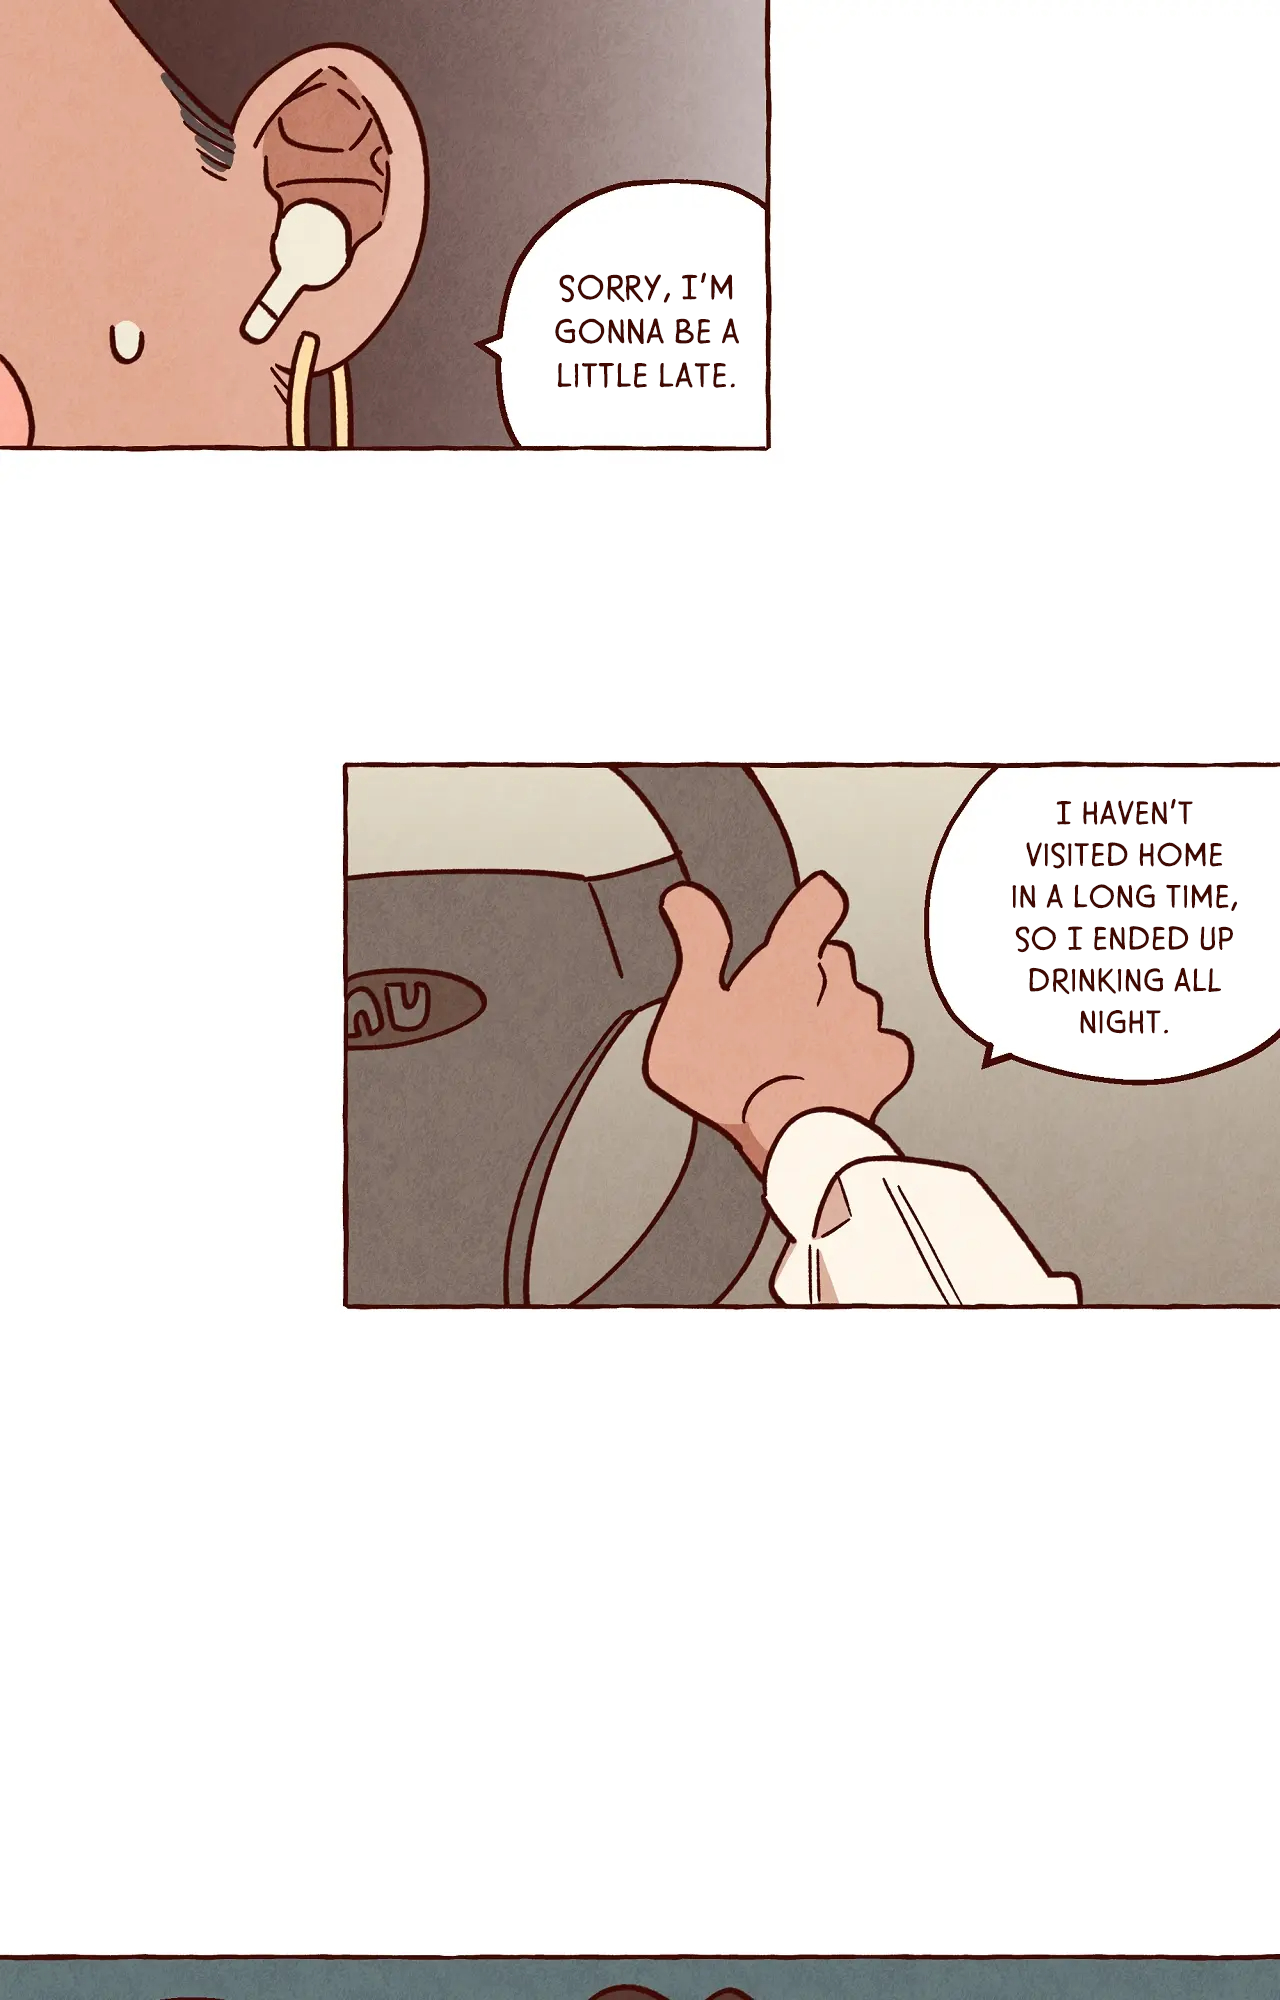 SORRY, I'M
GONNA BE A
LITTLE LATE.
I HAVEN'T
VISITED HOME
IN A LONG TIME,
SO I ENDED UP
DRINKING ALL
NIGHT.